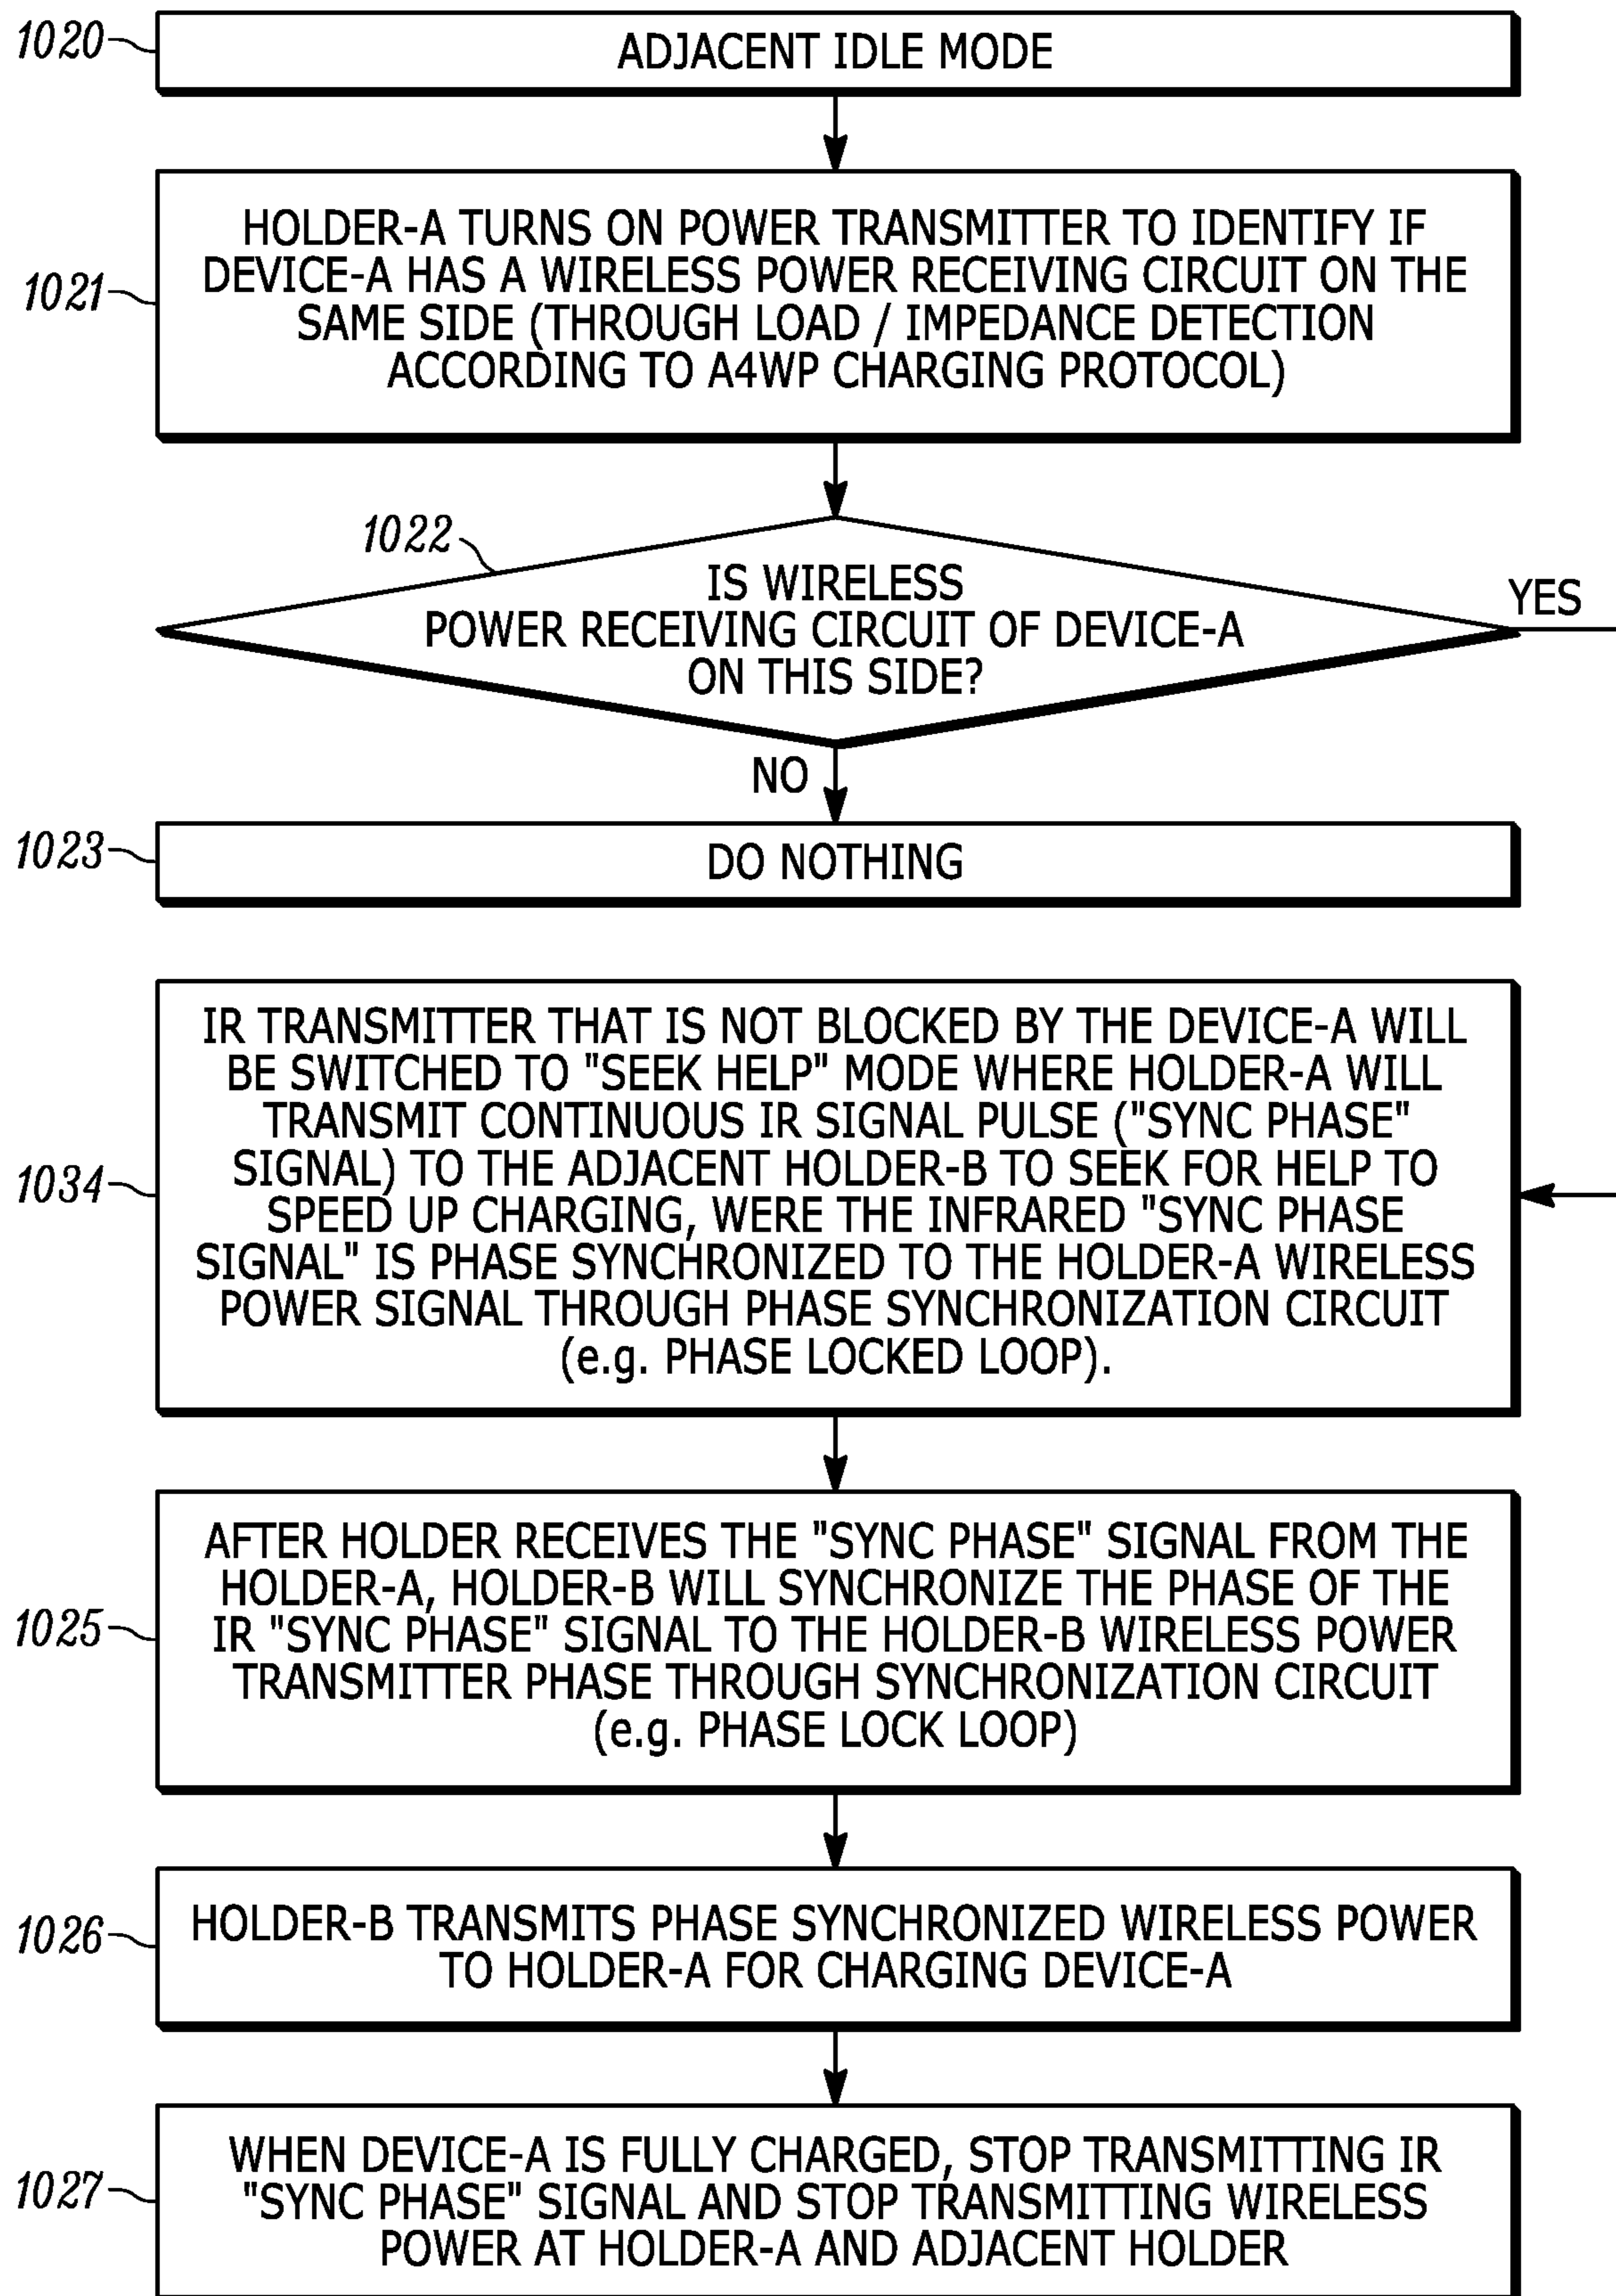 1020
ADJACENT IDLE MODE
1021
HOLDER-A TURNS ON POWER TRANSMITTER TO IDENTIFY IF
DEVICE-A HAS A WIRELESS POWER RECEIVING CIRCUIT ON THE
SAME SIDE (THROUGH LOAD / IMPEDANCE DETECTION
ACCORDING TO A4WP CHARGING PROTOCOL)
1022
IS WIRELESS
POWER RECEIVING CIRCUIT OF DEVICE-A
ON THIS SIDE?
YES
NO
1023
DO NOTHING
1034
IR TRANSMITTER THAT IS NOT BLOCKED BY THE DEVICE-A WILL
BE SWITCHED TO "SEEK HELP" MODE WHERE HOLDER-A WILL
TRANSMIT CONTINUOUS IR SIGNAL PULSE ("SYNC PHASE"
SIGNAL) TO THE ADJACENT HOLDER-B TO SEEK FOR HELP TO
SPEED UP CHARGING, WERE THE INFRARED "SYNC PHASE
SIGNAL" IS PHASE SYNCHRONIZED TO THE HOLDER-A WIRELESS
POWER SIGNAL THROUGH PHASE SYNCHRONIZATION CIRCUIT
(e.g. PHASE LOCKED LOOP).
1025
AFTER HOLDER RECEIVES THE "SYNC PHASE" SIGNAL FROM THE
HOLDER-A, HOLDER-B WILL SYNCHRONIZE THE PHASE OF THE
IR "SYNC PHASE" SIGNAL TO THE HOLDER-B WIRELESS POWER
TRANSMITTER PHASE THROUGH SYNCHRONIZATION CIRCUIT
(e.g. PHASE LOCK LOOP)
1026
HOLDER-B TRANSMITS PHASE SYNCHRONIZED WIRELESS POWER
TO HOLDER-A FOR CHARGING DEVICE-A
1027
WHEN DEVICE-A IS FULLY CHARGED, STOP TRANSMITTING IR
"SYNC PHASE" SIGNAL AND STOP TRANSMITTING WIRELESS
POWER AT HOLDER-A AND ADJACENT HOLDER